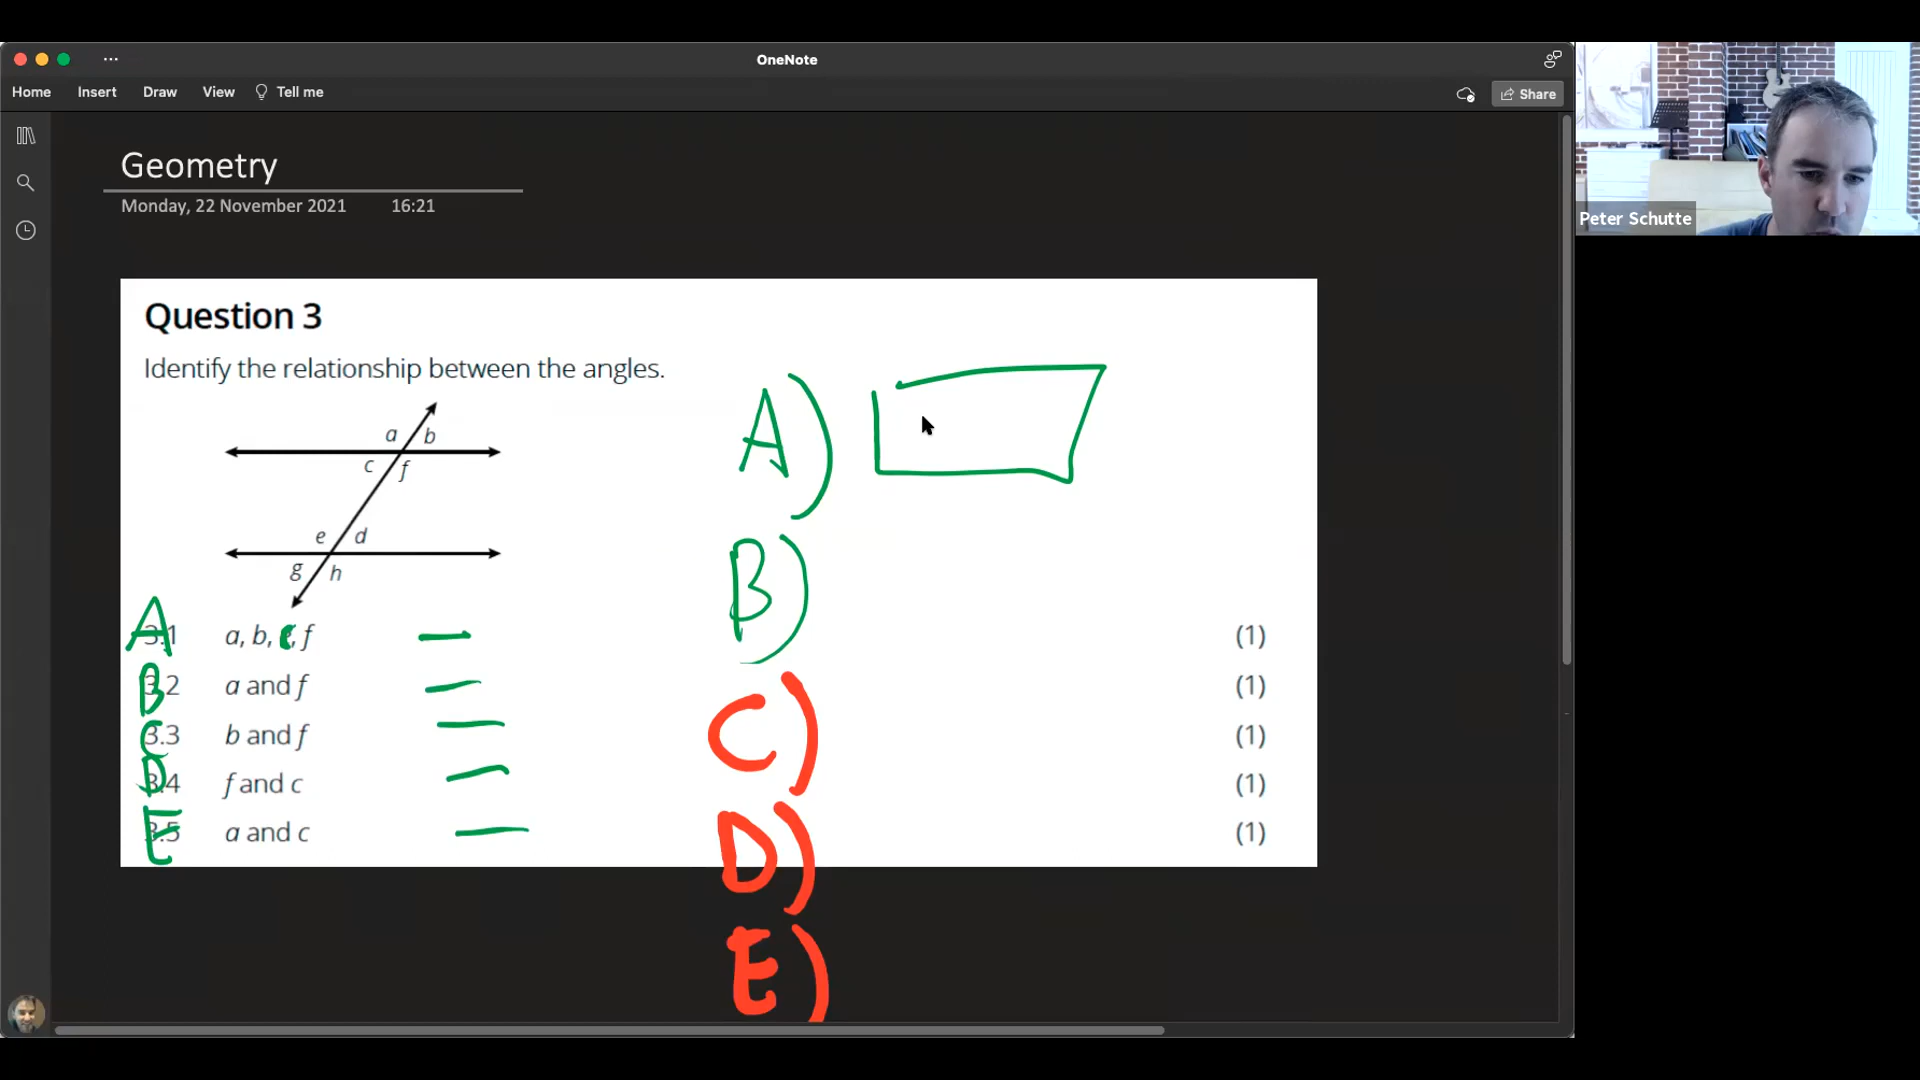 OneNote
Home Insert Draw View Tell me
Share
Geometry
Monday, 22 November 2021 16:21
Peter Schutte
Question 3
Identify the relationship between the angles.
a b
c f
e d
g h
A)
B)
C)
D)
E)
A 3.1 a, b, c, f (1)
B 3.2 a and f (1)
C 3.3 b and f (1)
D 3.4 f and c (1)
E 3.5 a and c (1)